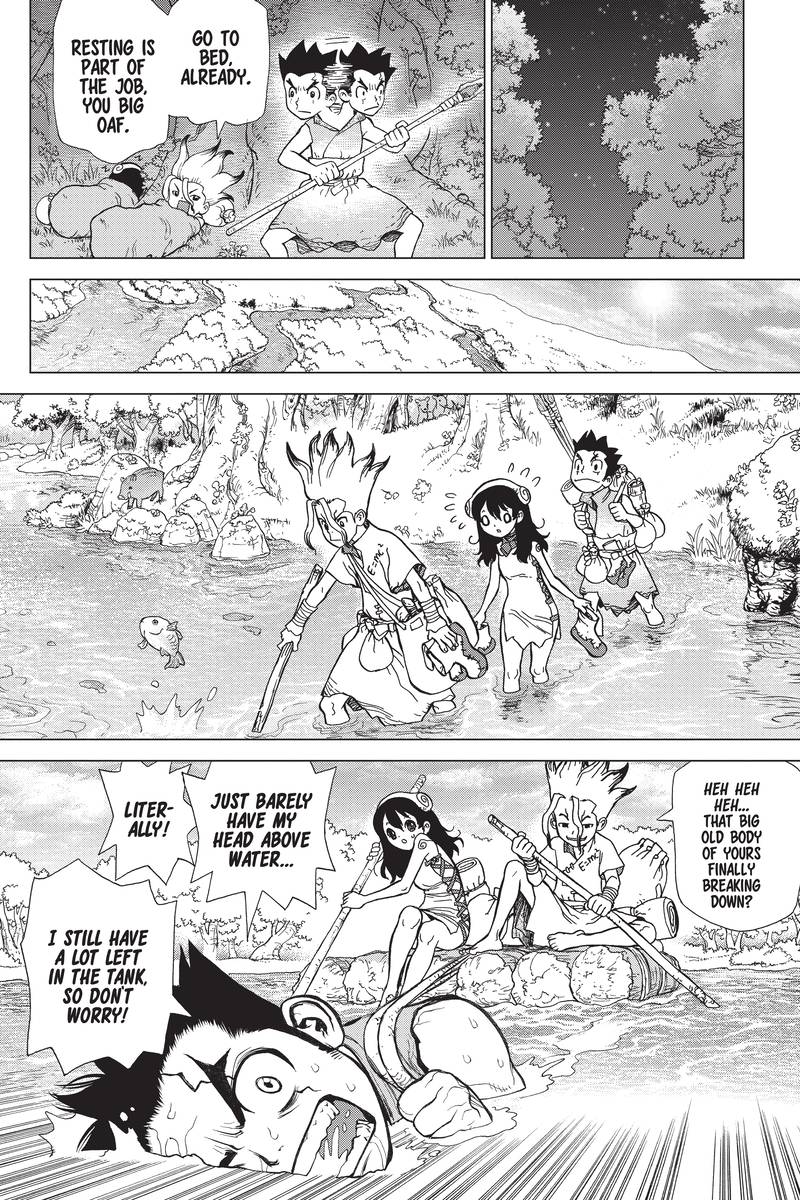 GO TO
BED,
ALREADY.
RESTING IS
PART OF
THE JOB,
YOU BIG
OAF.
E=mc²
HEH HEH
HEH...
THAT BIG
OLD BODY
OF YOURS
FINALLY
BREAKING
DOWN?
E=mc²
JUST BARELY
HAVE MY
HEAD ABOVE
WATER...
LITER-
ALLY!
I STILL HAVE
A LOT LEFT
IN THE TANK,
SO DON'T
WORRY!